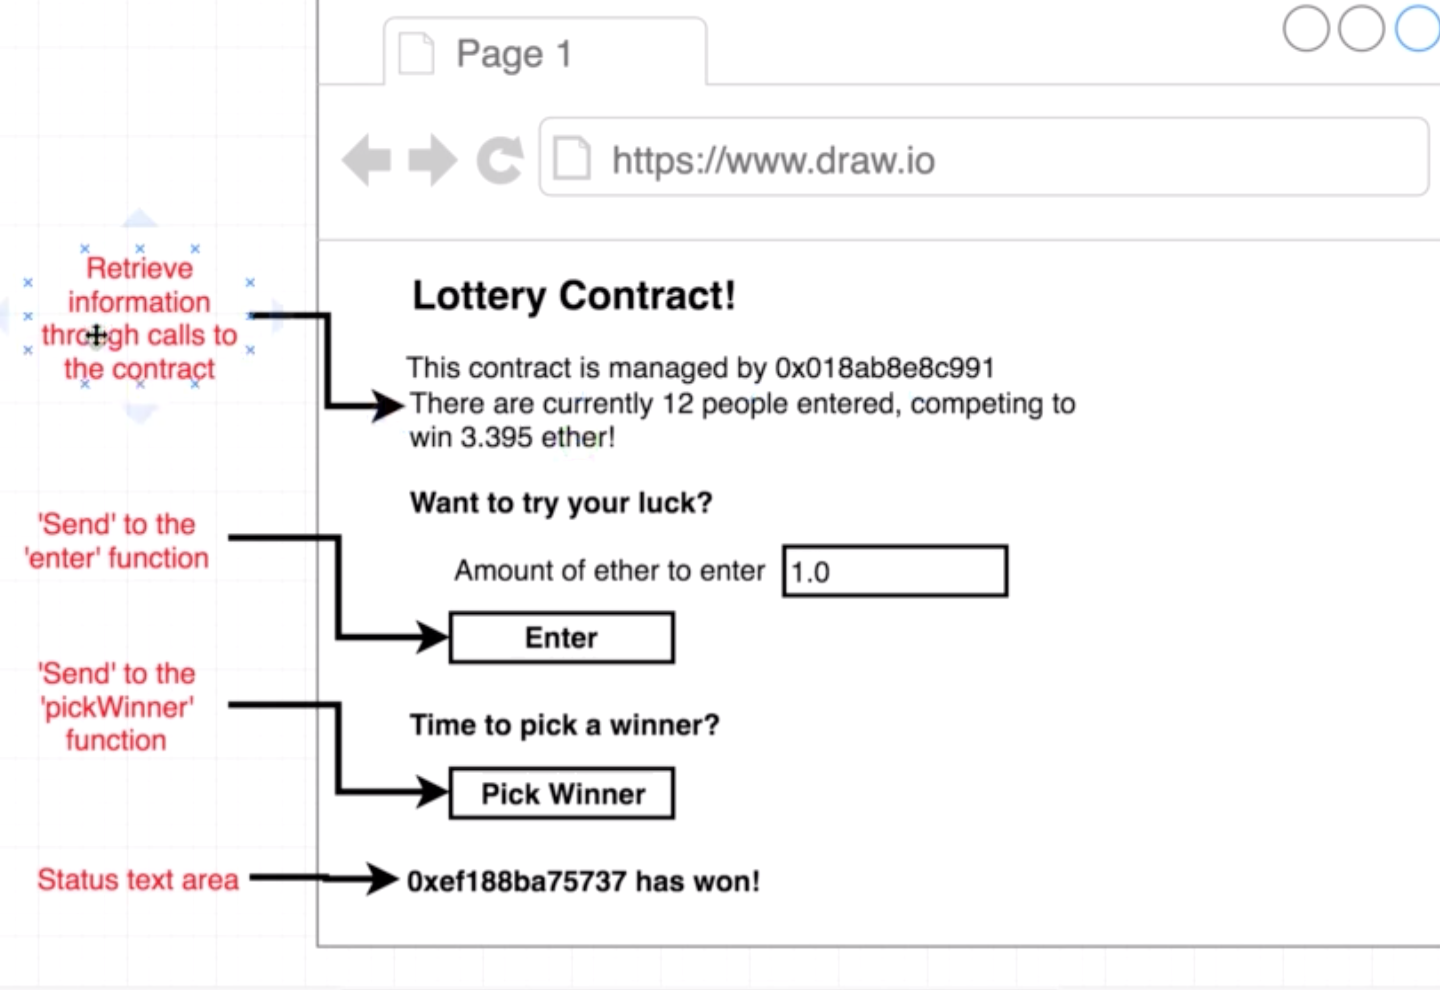 Page 1
https://www.draw.io
Retrieve
information
through calls to
the contract
Lottery Contract!
This contract is managed by 0x018ab8e8c991
There are currently 12 people entered, competing to
win 3.395 ether!
'Send' to the
'enter' function
Want to try your luck?
Amount of ether to enter 1.0
Enter
'Send' to the
'pickWinner'
function
Time to pick a winner?
Pick Winner
Status text area
0xef188ba75737 has won!